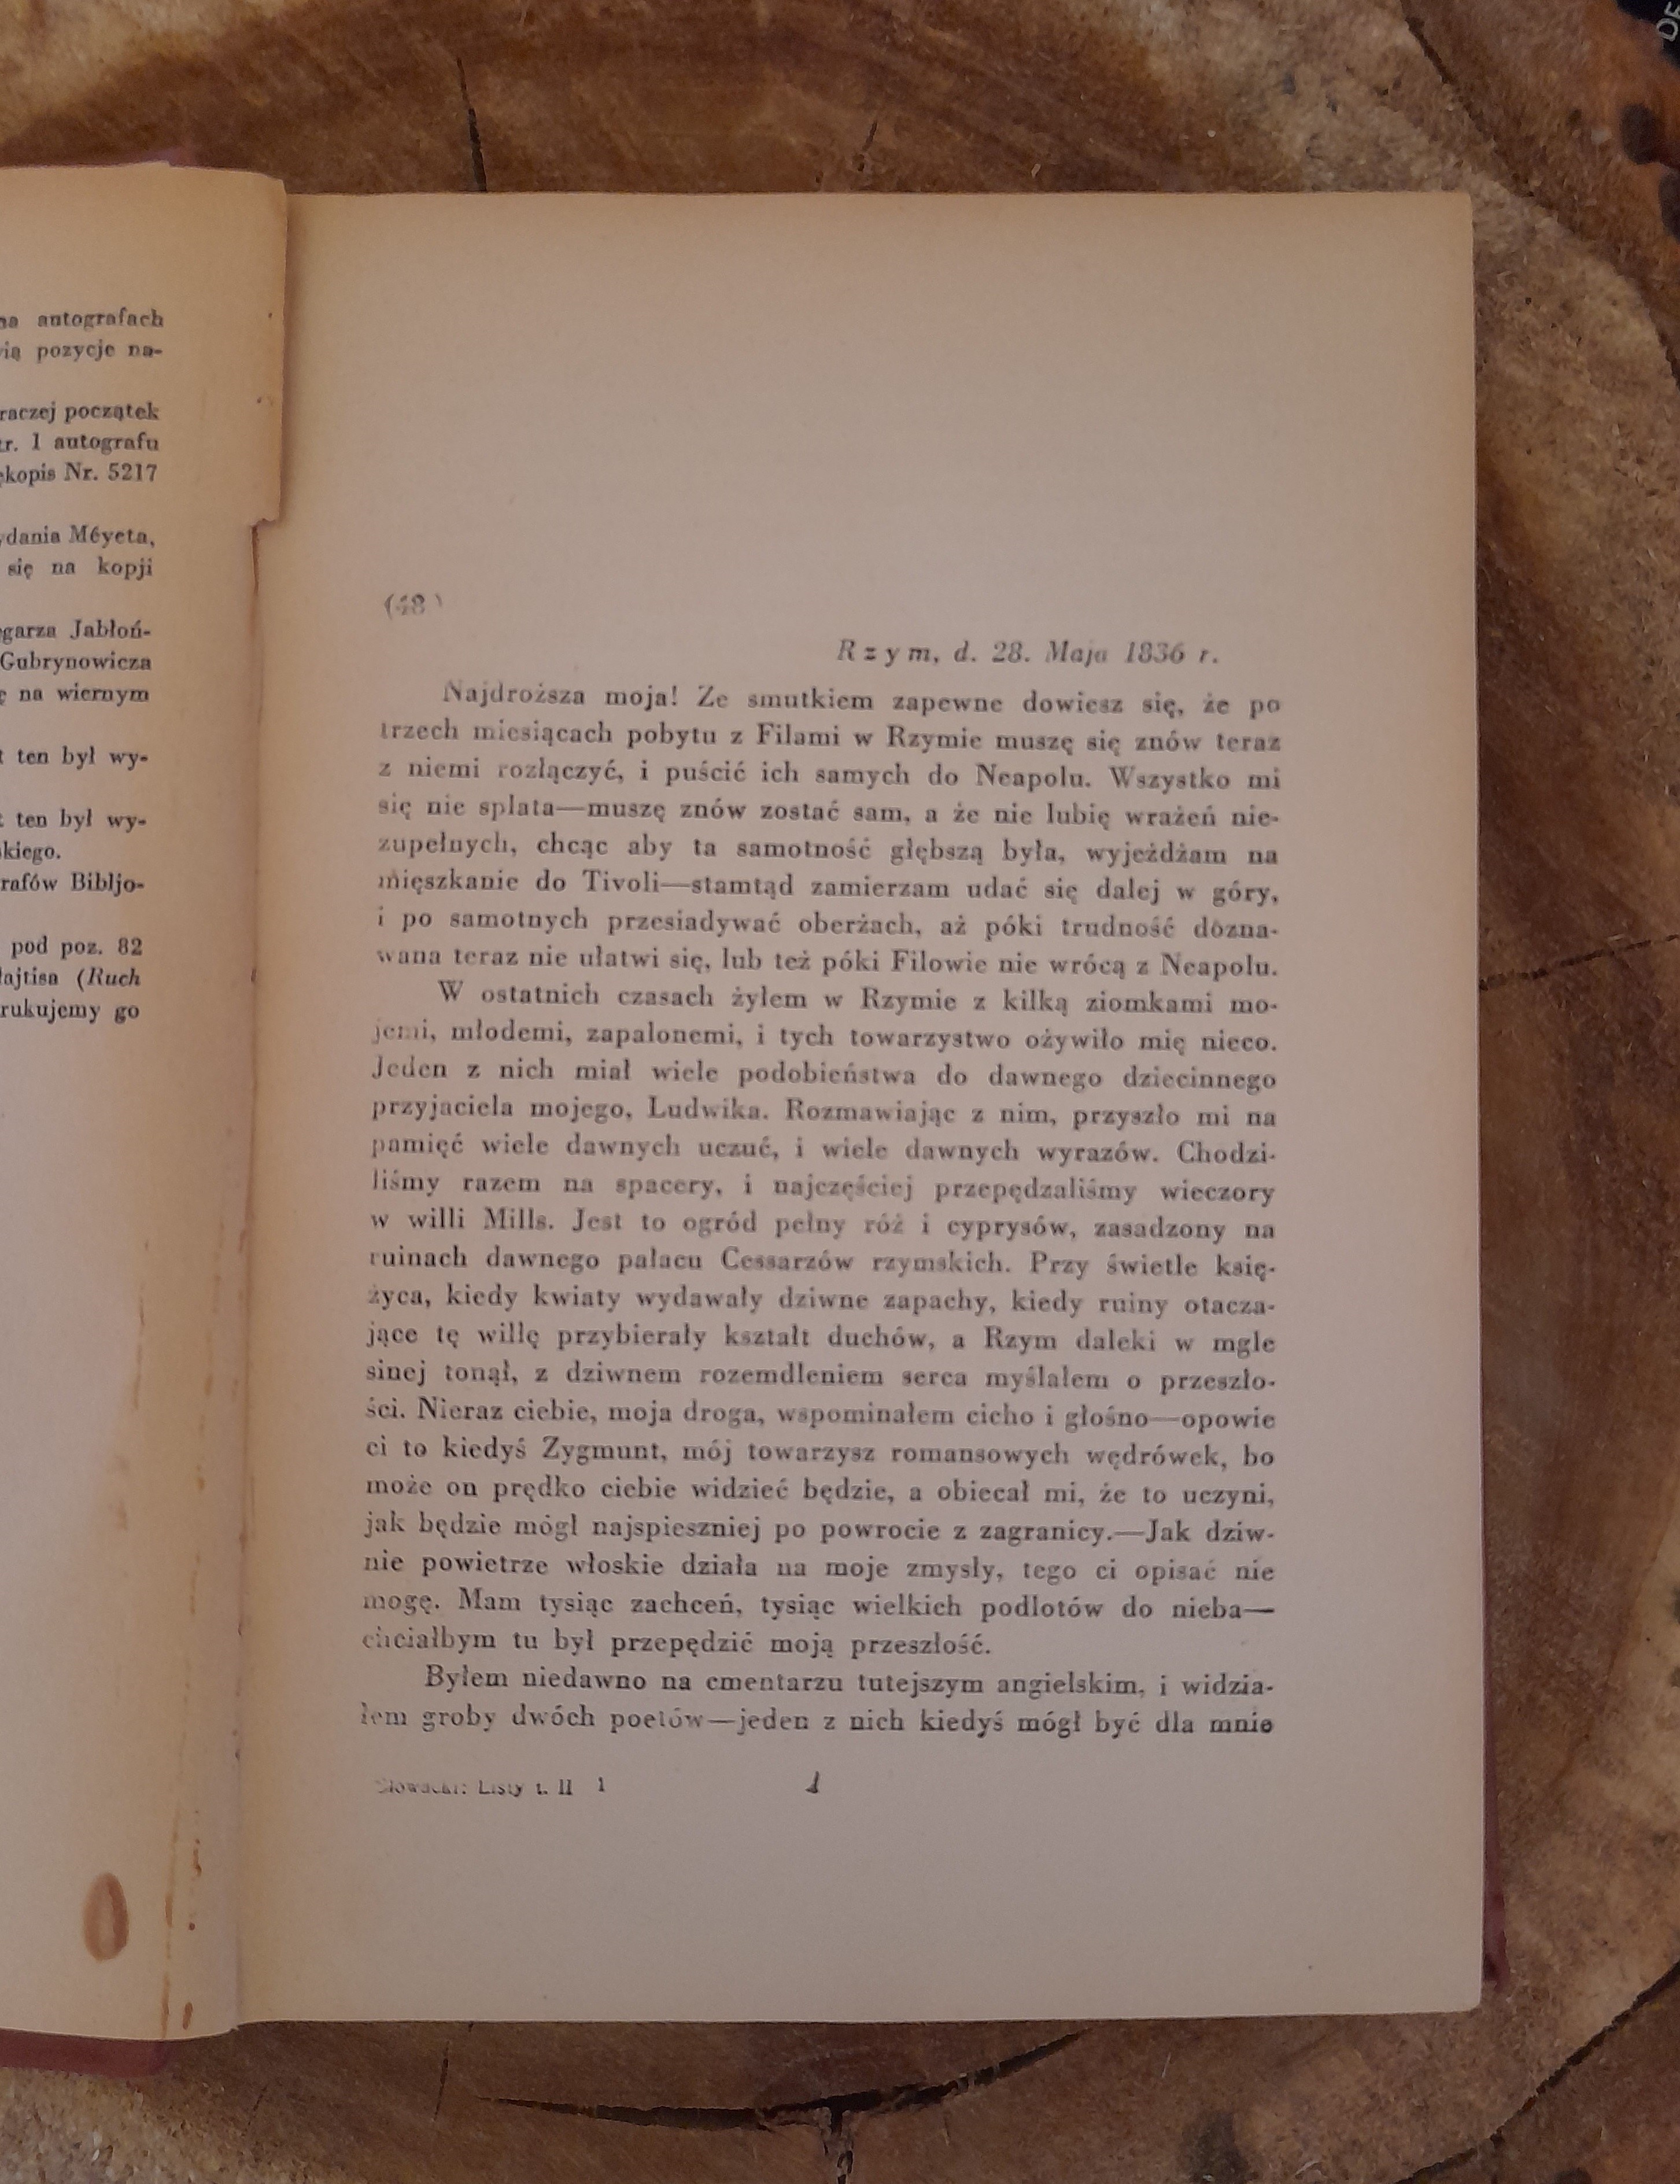 na autografach
pozycje na-
raczej początek
1 autografu
Nr. 5217
Méyeta,
się na kopji
Jabłoń-
Gubrynowicza
na wiernym
ten był wy-
ten był wy-
Bibljo-
pod poz. 82
(Ruch
go
(48)
Rzym, d. 28. Maja 1836 r.
Najdroższa moja! Ze smutkiem zapewne dowiesz się, że po
trzech miesiącach pobytu z Filami w Rzymie muszę się znów teraz
z niemi rozłączyć, i puścić ich samych do Neapolu. Wszystko mi
się nie splata—muszę znów zostać sam, a że nie lubię wrażeń nie-
zupełnych, chcąc aby ta samotność głębszą była, wyjeżdżam na
mięszkanie do Tivoli—stamtąd zamierzam udać się dalej w góry,
i po samotnych przesiadywać oberżach, aż póki trudność dozna-
wana teraz nie ułatwi się, lub też póki Filowie nie wrócą z Neapolu.
W ostatnich czasach żyłem w Rzymie z kilką ziomkami mo-
jemi, młodemi, zapalonemi, i tych towarzystwo ożywiło mię nieco.
Jeden z nich miał wiele podobieństwa do dawnego dziecinnego
przyjaciela mojego, Ludwika. Rozmawiając z nim, przyszło mi na
pamięć wiele dawnych uczuć, i wiele dawnych wyrazów. Chodzi-
liśmy razem na spacery, i najczęściej przepędzaliśmy wieczory
w willi Mills. Jest to ogród pełny róż i cyprysów, zasadzony na
ruinach dawnego pałacu Cessarzów rzymskich. Przy świetle księ-
życa, kiedy kwiaty wydawały dziwne zapachy, kiedy ruiny otacza-
jące tę willę przybierały kształt duchów, a Rzym daleki w mgle
sinej tonął, z dziwnem rozemdleniem serca myślałem o przeszło-
ści. Nieraz ciebie, moja droga, wspominałem cicho i głośno—opowie
ci to kiedyś Zygmunt, mój towarzysz romansowych wędrówek, bo
może on prędko ciebie widzieć będzie, a obiecał mi, że to uczyni,
jak będzie mógł najspieszniej po powrocie z zagranicy.—Jak dziw-
nie powietrze włoskie działa na moje zmysły, tego ci opisać nie
mogę. Mam tysiąc zachceń, tysiąc wielkich podlotów do nieba—
chciałbym tu był przepędzić moją przeszłość.
Byłem niedawno na cmentarzu tutejszym angielskim, i widzia-
łem groby dwóch poetów—jeden z nich kiedyś mógł być dla mnie
Słowacki: Listy t. II 1
1